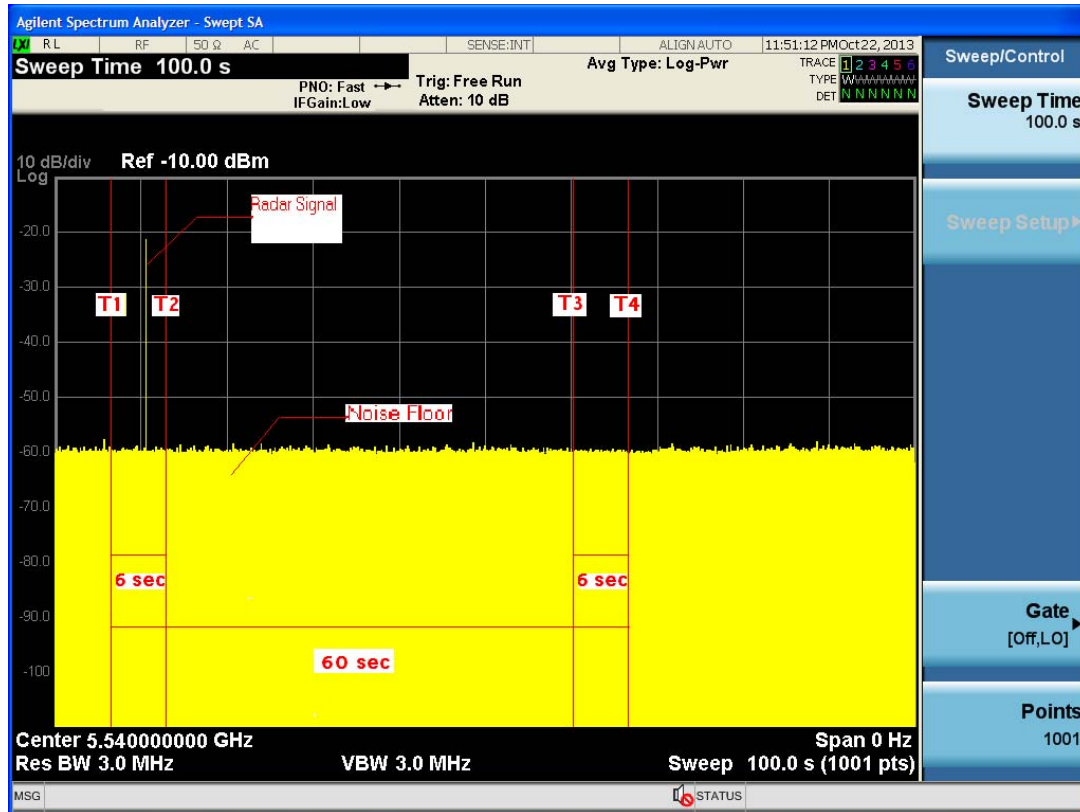 Agilent Spectrum Analyzer - Swept SA
LXI RL RF 50 Ω AC SENSE:INT ALIGN AUTO 11:51:12 PMOct 22, 2013
Sweep Time 100.0 s
PNO: Fast
IFGain:Low
Trig: Free Run
Atten: 10 dB
Avg Type: Log-Pwr
TRACE 1 2 3 4 5 6
TYPE WWWWWW
DET N N N N N N
10 dB/div Ref -10.00 dBm
Log
Radar Signal
-20.0
-30.0
T1 T2 T3 T4
-40.0
-50.0
Noise Floor
-60.0
-70.0
-80.0
6 sec 6 sec
-90.0
60 sec
-100
Center 5.540000000 GHz Span 0 Hz
Res BW 3.0 MHz VBW 3.0 MHz Sweep 100.0 s (1001 pts)
MSG STATUS
Sweep/Control
Sweep Time
100.0 s
Sweep Setup
Gate
[Off,LO]
Points
1001